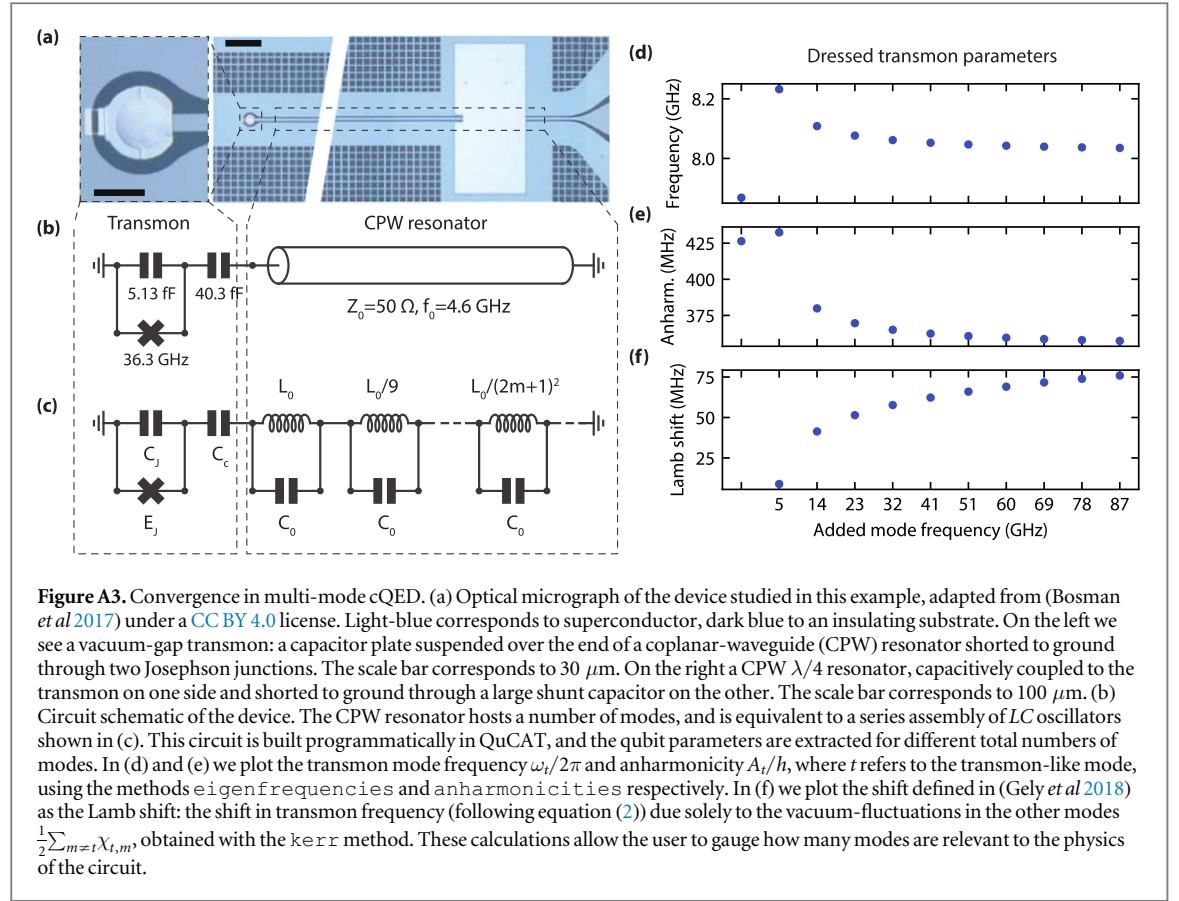 (a)
Transmon
CPW resonator
(b)
5.13 fF
40.3 fF
36.3 GHz
Z₀=50 Ω, f₀=4.6 GHz
(c)
L₀
L₀/9
L₀/(2m+1)²
C_J
C_c
E_J
C₀
C₀
C₀
(d)
Dressed transmon parameters
Frequency (GHz)
8.2
8.0
(e)
Anharm. (MHz)
425
400
375
(f)
Lamb shift (MHz)
75
50
25
5 14 23 32 41 51 60 69 78 87
Added mode frequency (GHz)
Figure A3. Convergence in multi-mode cQED. (a) Optical micrograph of the device studied in this example, adapted from (Bosman
et al 2017) under a CC BY 4.0 license. Light-blue corresponds to superconductor, dark blue to an insulating substrate. On the left we
see a vacuum-gap transmon: a capacitor plate suspended over the end of a coplanar-waveguide (CPW) resonator shorted to ground
through two Josephson junctions. The scale bar corresponds to 30 μm. On the right a CPW λ/4 resonator, capacitively coupled to the
transmon on one side and shorted to ground through a large shunt capacitor on the other. The scale bar corresponds to 100 μm. (b)
Circuit schematic of the device. The CPW resonator hosts a number of modes, and is equivalent to a series assembly of LC oscillators
shown in (c). This circuit is built programmatically in QuCAT, and the qubit parameters are extracted for different total numbers of
modes. In (d) and (e) we plot the transmon mode frequency ω_t/2π and anharmonicity A_t/h, where t refers to the transmon-like mode,
using the methods eigenfrequencies and anharmonicities respectively. In (f) we plot the shift defined in (Gely et al 2018)
as the Lamb shift: the shift in transmon frequency (following equation (2)) due solely to the vacuum-fluctuations in the other modes
½∑_{m≠t}χ_{t,m}, obtained with the kerr method. These calculations allow the user to gauge how many modes are relevant to the physics
of the circuit.